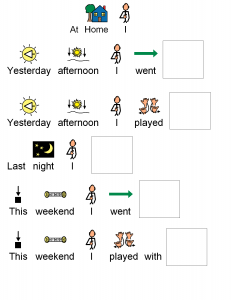 At Home I
Yesterday afternoon I went
Yesterday afternoon I played
Last night I
This weekend I went
This weekend I played with